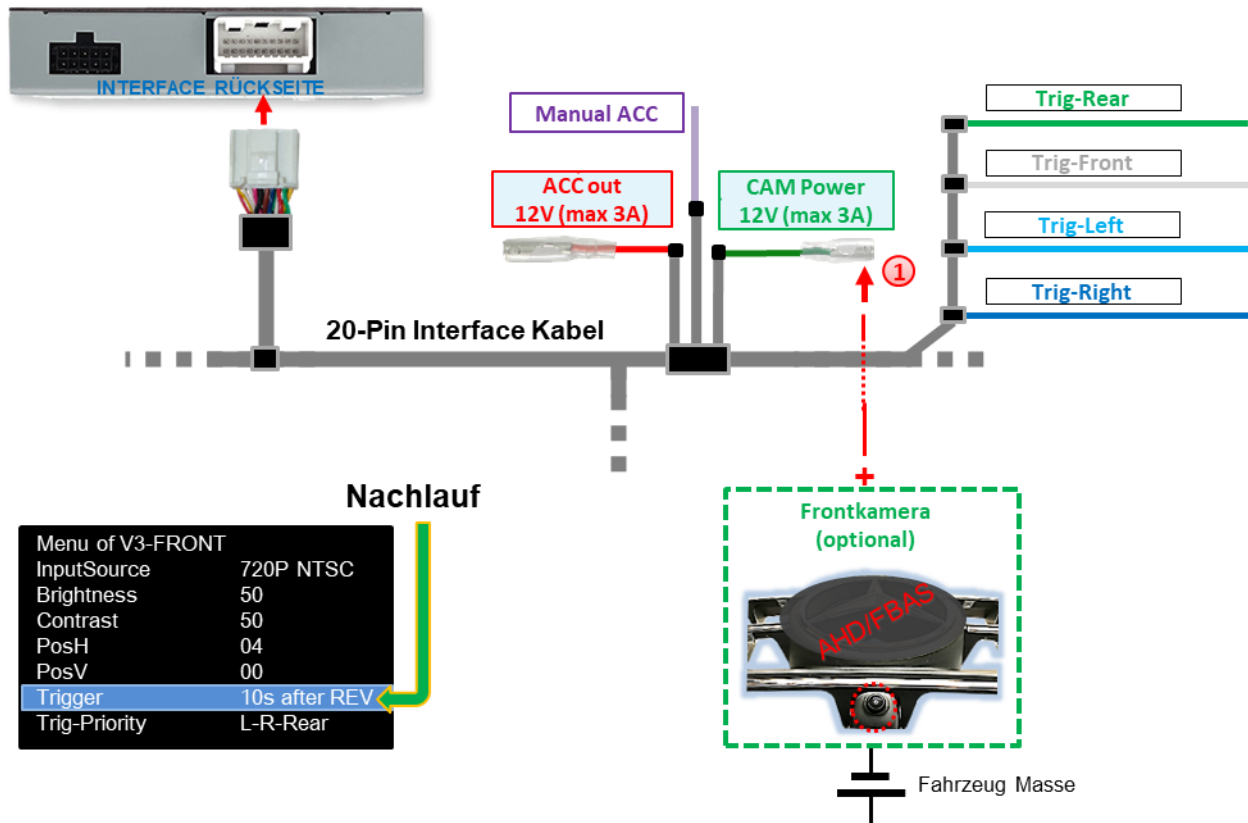 INTERFACE RÜCKSEITE
Manual ACC
ACC out
12V (max 3A)
CAM Power
12V (max 3A)
1
Trig-Rear
Trig-Front
Trig-Left
Trig-Right
20-Pin Interface Kabel
+
Nachlauf
Menu of V3-FRONT
InputSource 720P NTSC
Brightness 50
Contrast 50
PosH 04
PosV 00
Trigger 10s after REV
Trig-Priority L-R-Rear
Frontkamera
(optional)
AHD/FBAS
Fahrzeug Masse